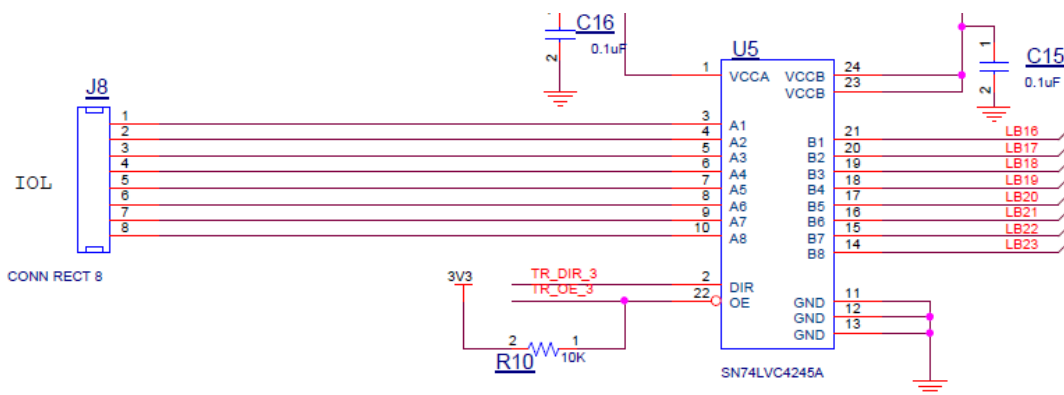 C16
0.1uF
2
U5
1
VCCA
VCCB
24
VCCB
23
1
C15
0.1uF
2
J8
IOL
1
2
3
4
5
6
7
8
CONN RECT 8
3
A1
4
A2
5
A3
6
A4
7
A5
8
A6
9
A7
10
A8
B1
21
LB16
B2
20
LB17
B3
19
LB18
B4
18
LB19
B5
17
LB20
B6
16
LB21
B7
15
LB22
B8
14
LB23
3V3
TR_DIR_3
2
DIR
TR_OE_3
22
OE
GND
11
GND
12
GND
13
2
1
R10
10K
SN74LVC4245A